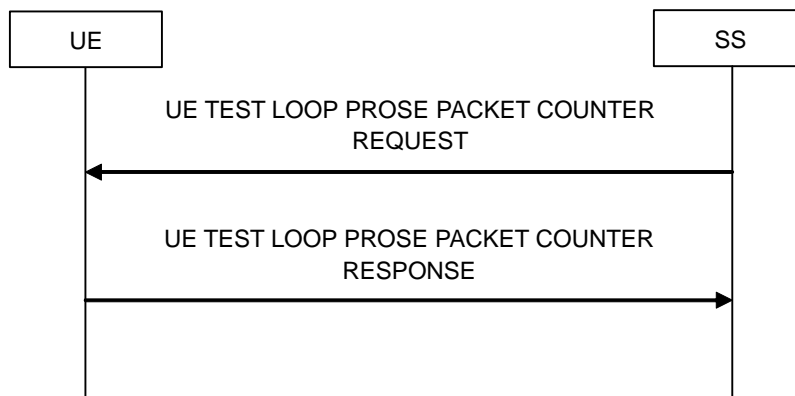 UE
SS
UE TEST LOOP PROSE PACKET COUNTER
REQUEST
UE TEST LOOP PROSE PACKET COUNTER
RESPONSE